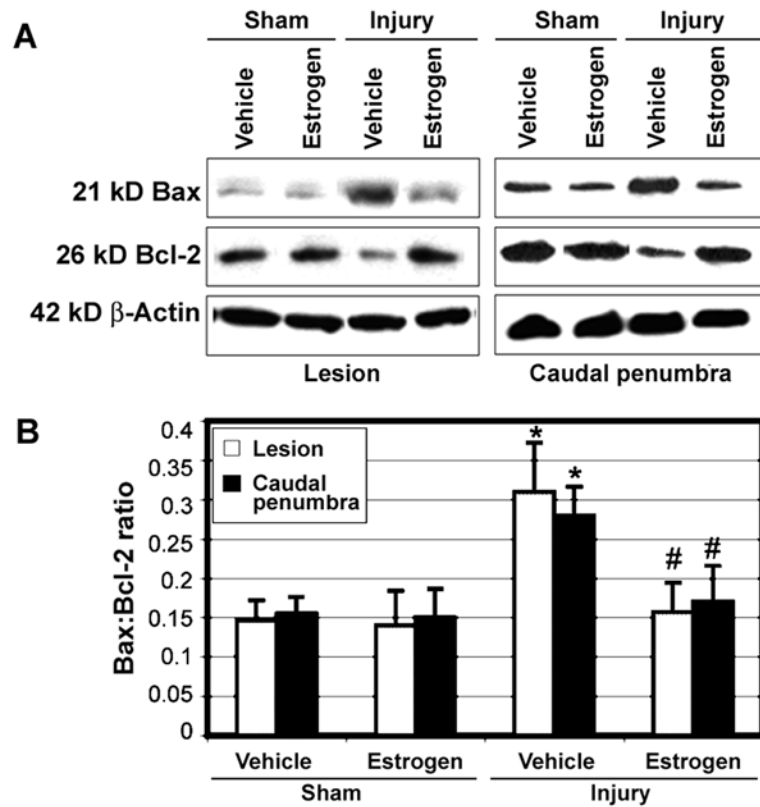 A
Sham Injury Sham Injury
Vehicle Estrogen Vehicle Estrogen Vehicle Estrogen Vehicle Estrogen
21 kD Bax
26 kD Bcl-2
42 kD β-Actin
Lesion Caudal penumbra
B
Bax:Bcl-2 ratio
0.4
0.35
0.3
0.25
0.2
0.15
0.1
0.05
0
Lesion
Caudal
penumbra
* *
# #
Vehicle Estrogen Vehicle Estrogen
Sham Injury